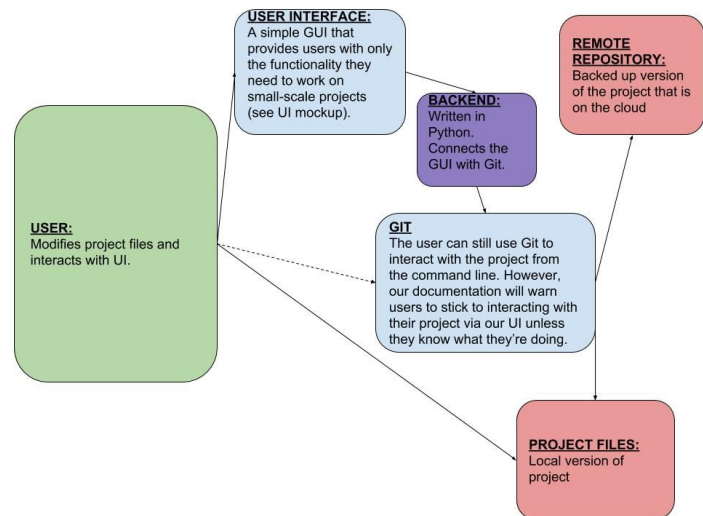 USER INTERFACE:
A simple GUI that
provides users with only
the functionality they
need to work on
small-scale projects
(see UI mockup).
REMOTE
REPOSITORY:
Backed up version
of the project that is
on the cloud
BACKEND:
Written in
Python.
Connects the
GUI with Git.
USER:
Modifies project files and
interacts with UI.
GIT
The user can still use Git to
interact with the project from
the command line. However,
our documentation will warn
users to stick to interacting with
their project via our UI unless
they know what they’re doing.
PROJECT FILES:
Local version of
project